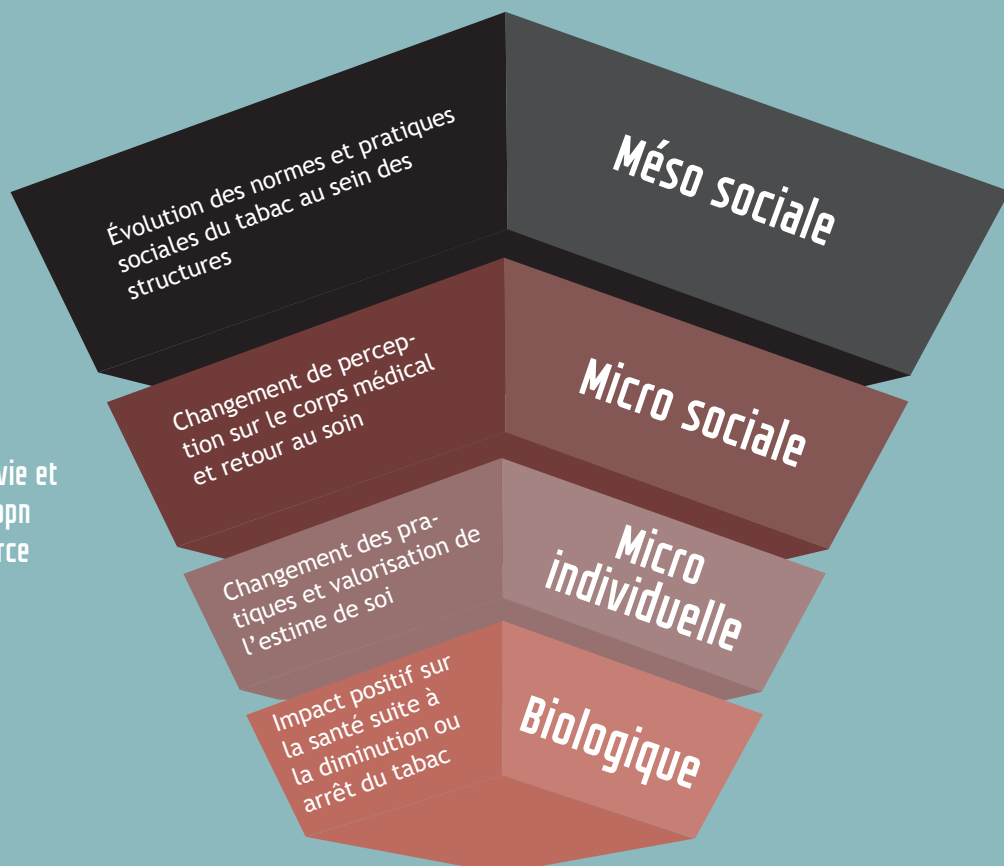 Évolution des normes et pratiques
sociales du tabac au sein des
structures
Méso sociale
Changement de percep-
tion sur le corps médical
et retour au soin
Micro sociale
vie et
Changement des pra-
tiques et valorisation de
l'estime de soi
Micro
individuelle
Impact positif sur
la santé suite à
la diminution ou
arrêt du tabac
Biologique